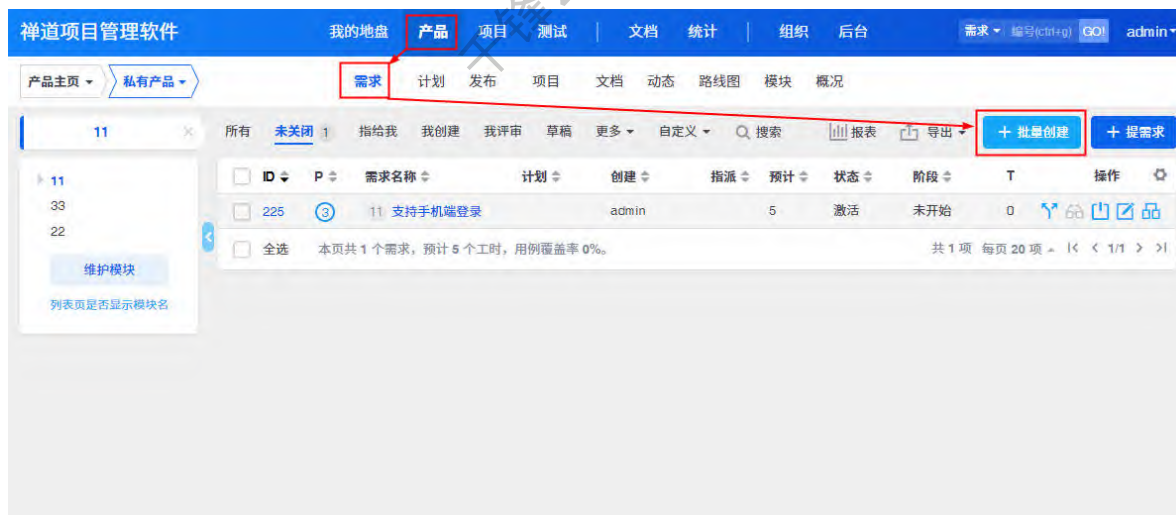 禅道项目管理软件 我的地盘 产品 项目 测试 文档 统计 组织 后台 需求 编号(ctrl+g) GO! admin
产品主页 私有产品 需求 计划 发布 项目 文档 动态 路线图 模块 概况
11 × 所有 未关闭 1 指给我 我创建 我评审 草稿 更多 自定义 搜索 报表 导出 + 批量创建 + 提需求
ID P 需求名称 计划 创建 指派 预计 状态 阶段 T 操作
11
225 3 11 支持手机端登录 admin 5 激活 未开始 0
33
22
全选 本页共 1 个需求，预计 5 个工时，用例覆盖率 0%。 共 1 项 每页 20 项 1/1
维护模块
列表页是否显示模块名